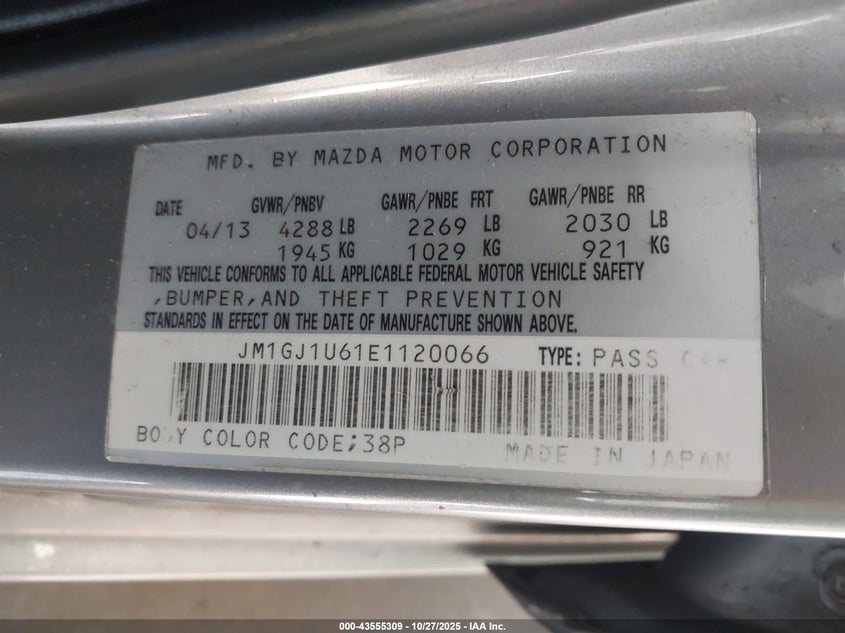 MFD. BY MAZDA MOTOR CORPORATION
DATE GVWR/PNBV GAWR/PNBE FRT GAWR/PNBE RR
04/13 4288 LB 2269 LB 2030 LB
1945 KG 1029 KG 921 KG
THIS VEHICLE CONFORMS TO ALL APPLICABLE FEDERAL MOTOR VEHICLE SAFETY
,BUMPER,AND THEFT PREVENTION
STANDARDS IN EFFECT ON THE DATE OF MANUFACTURE SHOWN ABOVE.
JM1GJ1U61E1120066 TYPE: PASS CAR
BODY COLOR CODE;38P
MADE IN JAPAN
000-43555309 | 10/27/2025 - IAA Inc.